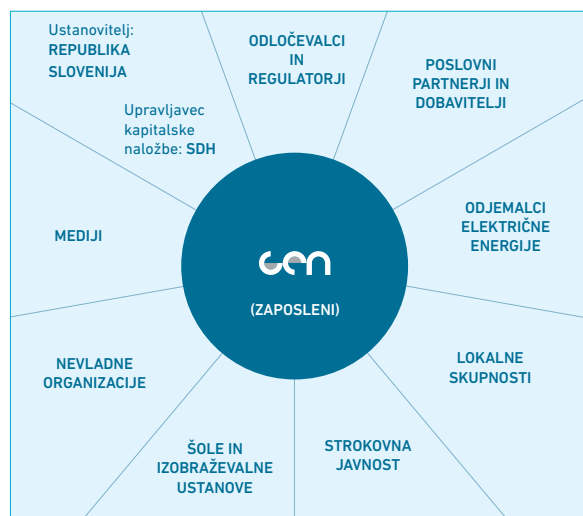 Ustanovitelj:
REPUBLIKA
SLOVENIJA
Upravljavec
kapitalske
naložbe: SDH
ODLOČEVALCI
IN
REGULATORJI
POSLOVNI
PARTNERJI IN
DOBAVITELJI
ODJEMALCI
ELEKTRIČNE
ENERGIJE
LOKALNE
SKUPNOSTI
STROKOVNA
JAVNOST
ŠOLE IN
IZOBRAŽEVALNE
USTANOVE
NEVLADNE
ORGANIZACIJE
MEDIJI
gen
(ZAPOSLENI)